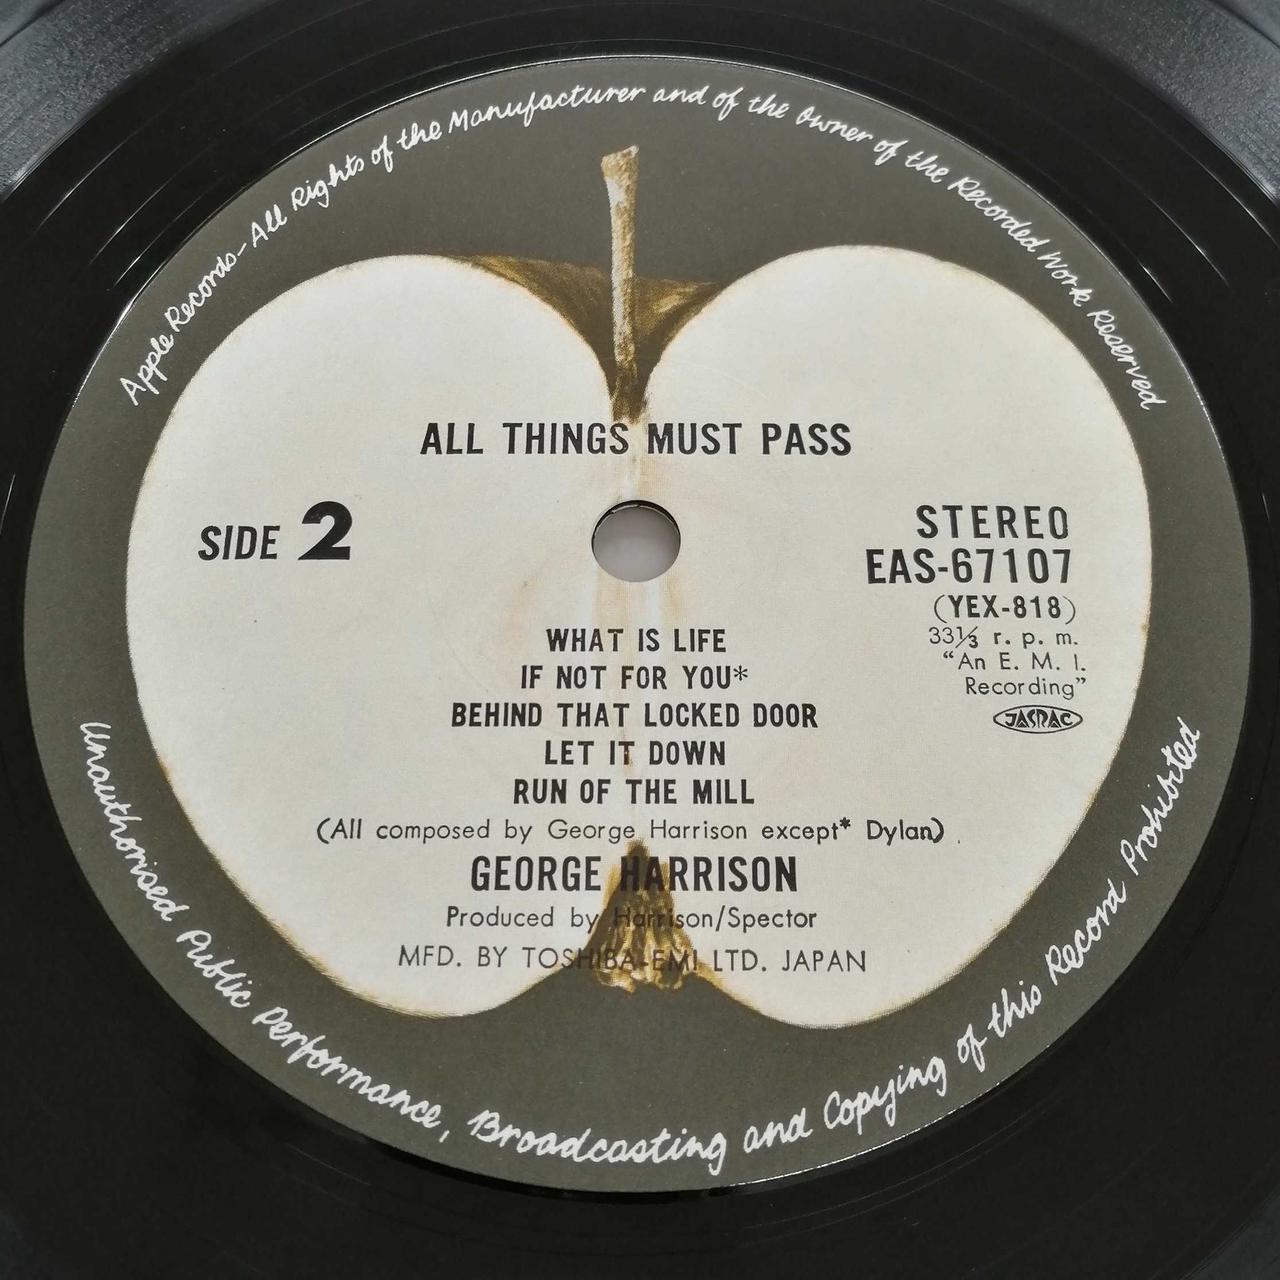 Apple Records-All Rights of the Manufacturer and of the Owner of the Recorded Work Reserved
ALL THINGS MUST PASS
SIDE 2
STEREO
EAS-67107
(YEX-818)
33⅓ r. p. m.
“An E. M. I.
Recording”
JASRAC
WHAT IS LIFE
IF NOT FOR YOU*
BEHIND THAT LOCKED DOOR
LET IT DOWN
RUN OF THE MILL
(All composed by George Harrison except* Dylan)
GEORGE HARRISON
Produced by Harrison/Spector
MFD. BY TOSHIBA-EMI LTD. JAPAN
Unauthorised Public Performance, Broadcasting and Copying of this Record Prohibited